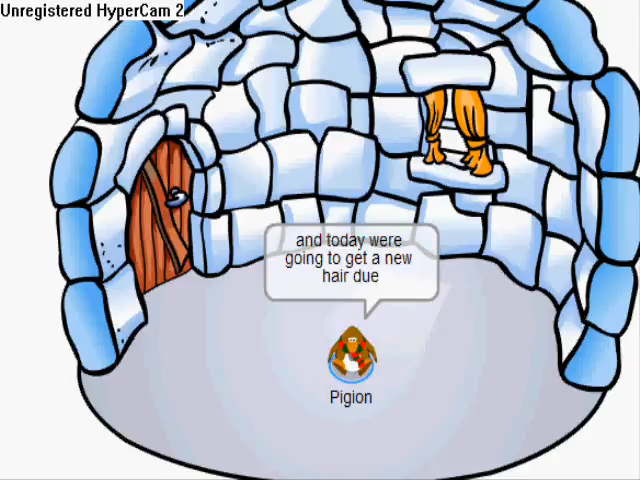 Unregistered HyperCam 2
and today were
going to get a new
hair due
Pigion